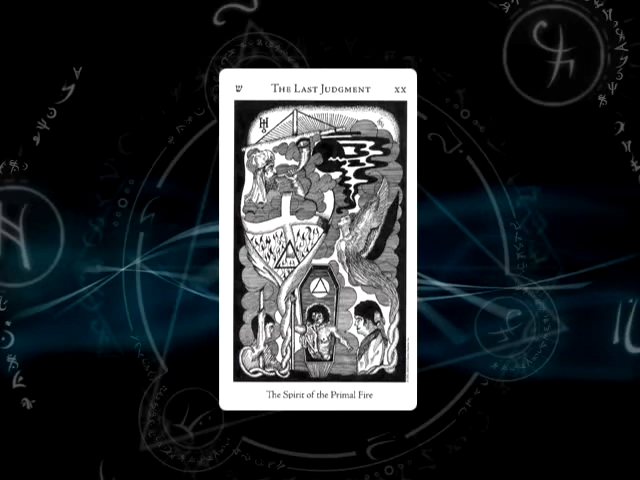 ש THE LAST JUDGMENT XX
The Spirit of the Primal Fire